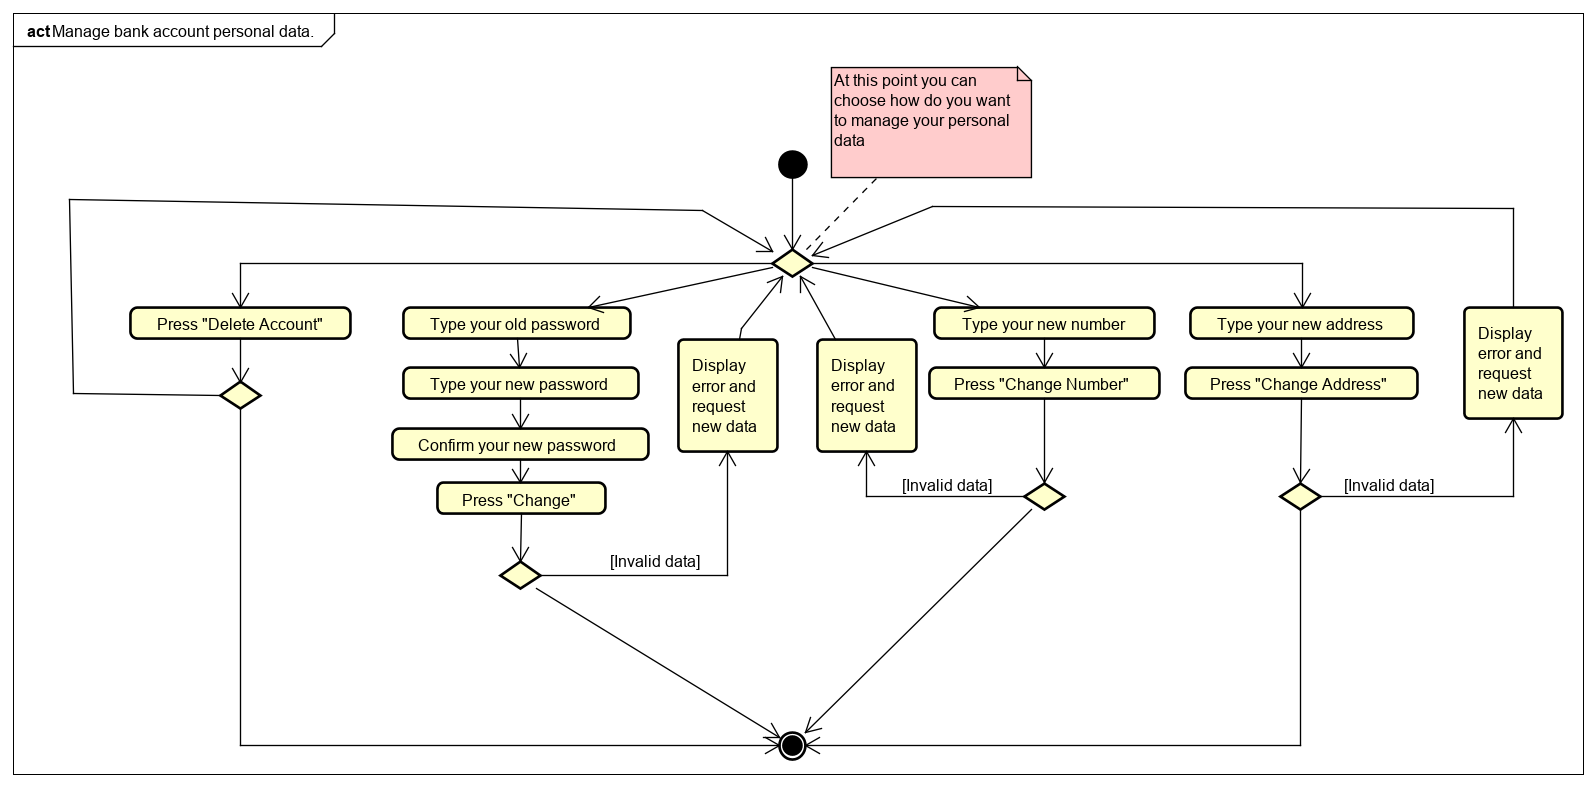 act Manage bank account personal data.
At this point you can
choose how do you want
to manage your personal
data
Press "Delete Account"
Type your old password
Type your new password
Confirm your new password
Press "Change"
[Invalid data]
Display
error and
request
new data
Display
error and
request
new data
[Invalid data]
Type your new number
Press "Change Number"
Type your new address
Press "Change Address"
[Invalid data]
Display
error and
request
new data